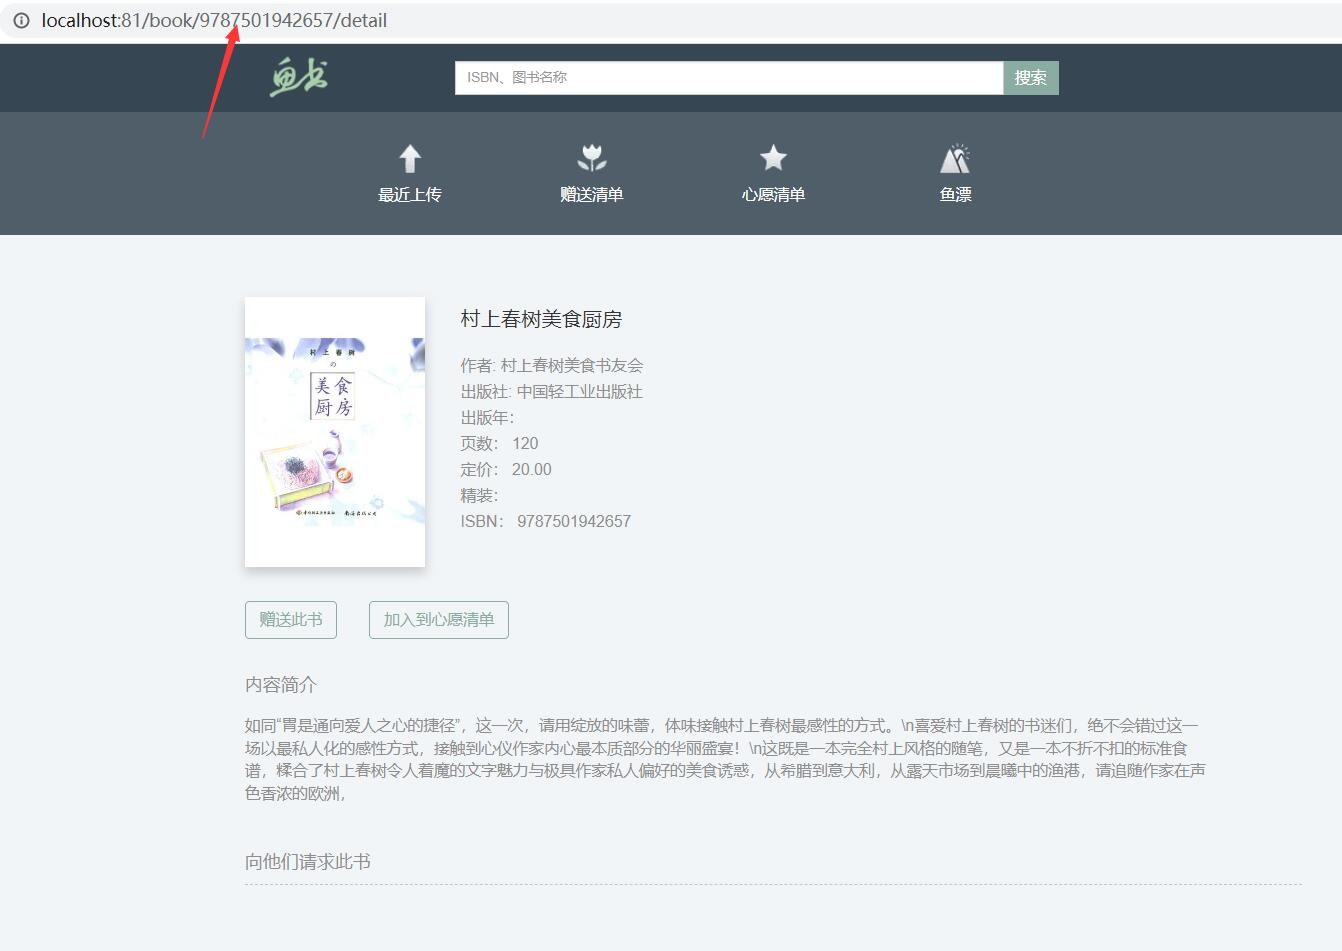 localhost:81/book/9787501942657/detail
鱼书
ISBN、图书名称
搜索
最近上传
赠送清单
心愿清单
鱼漂
村上春树
の
美食
厨房
村上春树美食厨房
作者: 村上春树美食书友会
出版社: 中国轻工业出版社
出版年：
页数： 120
定价： 20.00
精装：
ISBN： 9787501942657
赠送此书
加入到心愿清单
内容简介
如同“胃是通向爱人之心的捷径”，这一次，请用绽放的味蕾，体味接触村上春树最感性的方式。\n喜爱村上春树的书迷们，绝不会错过这一
场以最私人化的感性方式，接触到心仪作家内心最本质部分的华丽盛宴！\n这既是一本完全村上风格的随笔，又是一本不折不扣的标准食
谱，糅合了村上春树令人着魔的文字魅力与极具作家私人偏好的美食诱惑，从希腊到意大利，从露天市场到晨曦中的渔港，请追随作家在声
色香浓的欧洲，
向他们请求此书